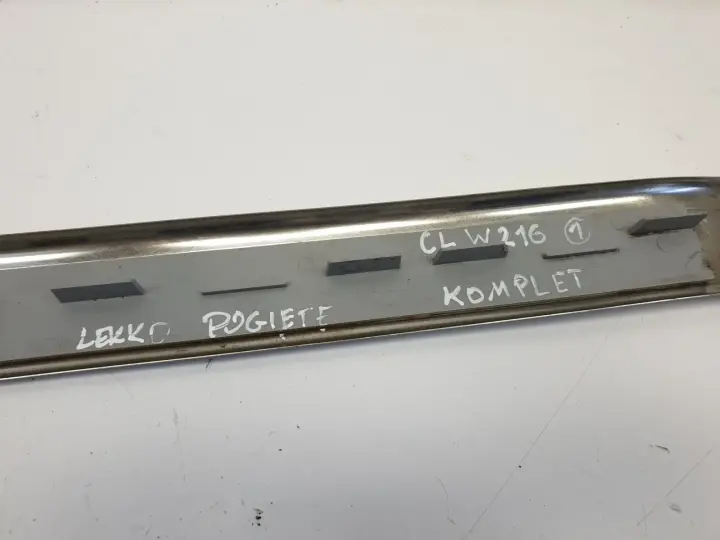 CL W216 ①
KOMPLET
LEKKO POGIĘTE